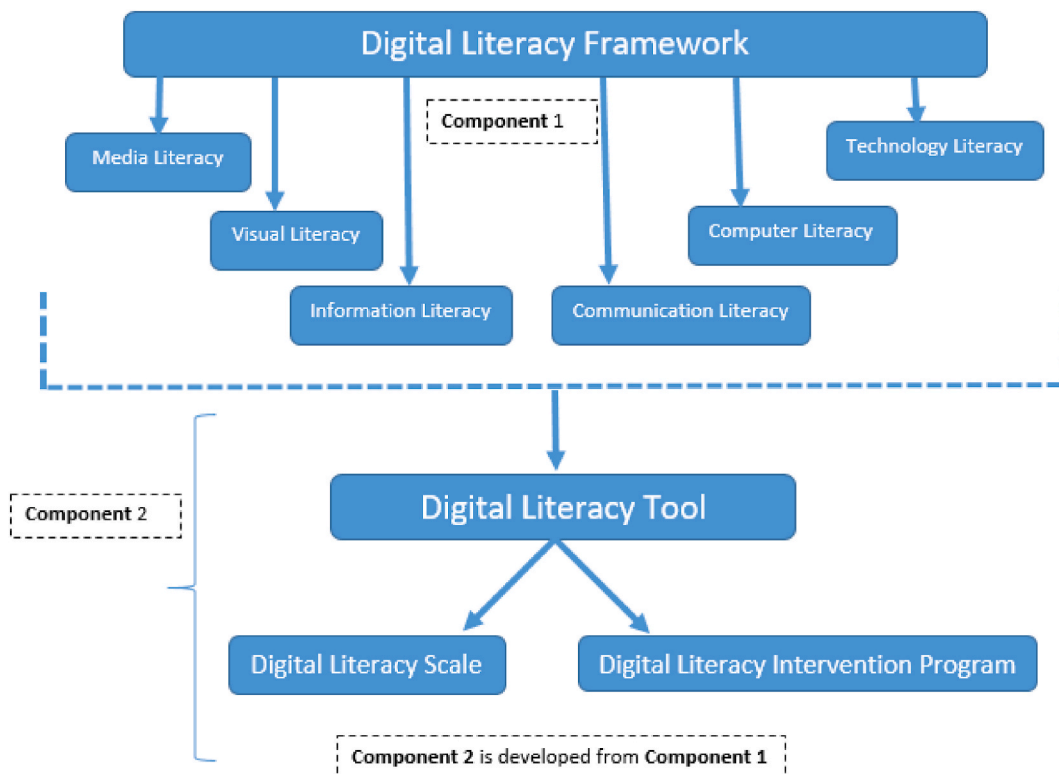 Digital Literacy Framework
Component 1
Media Literacy
Technology Literacy
Visual Literacy
Computer Literacy
Information Literacy
Communication Literacy
Component 2
Digital Literacy Tool
Digital Literacy Scale
Digital Literacy Intervention Program
Component 2 is developed from Component 1